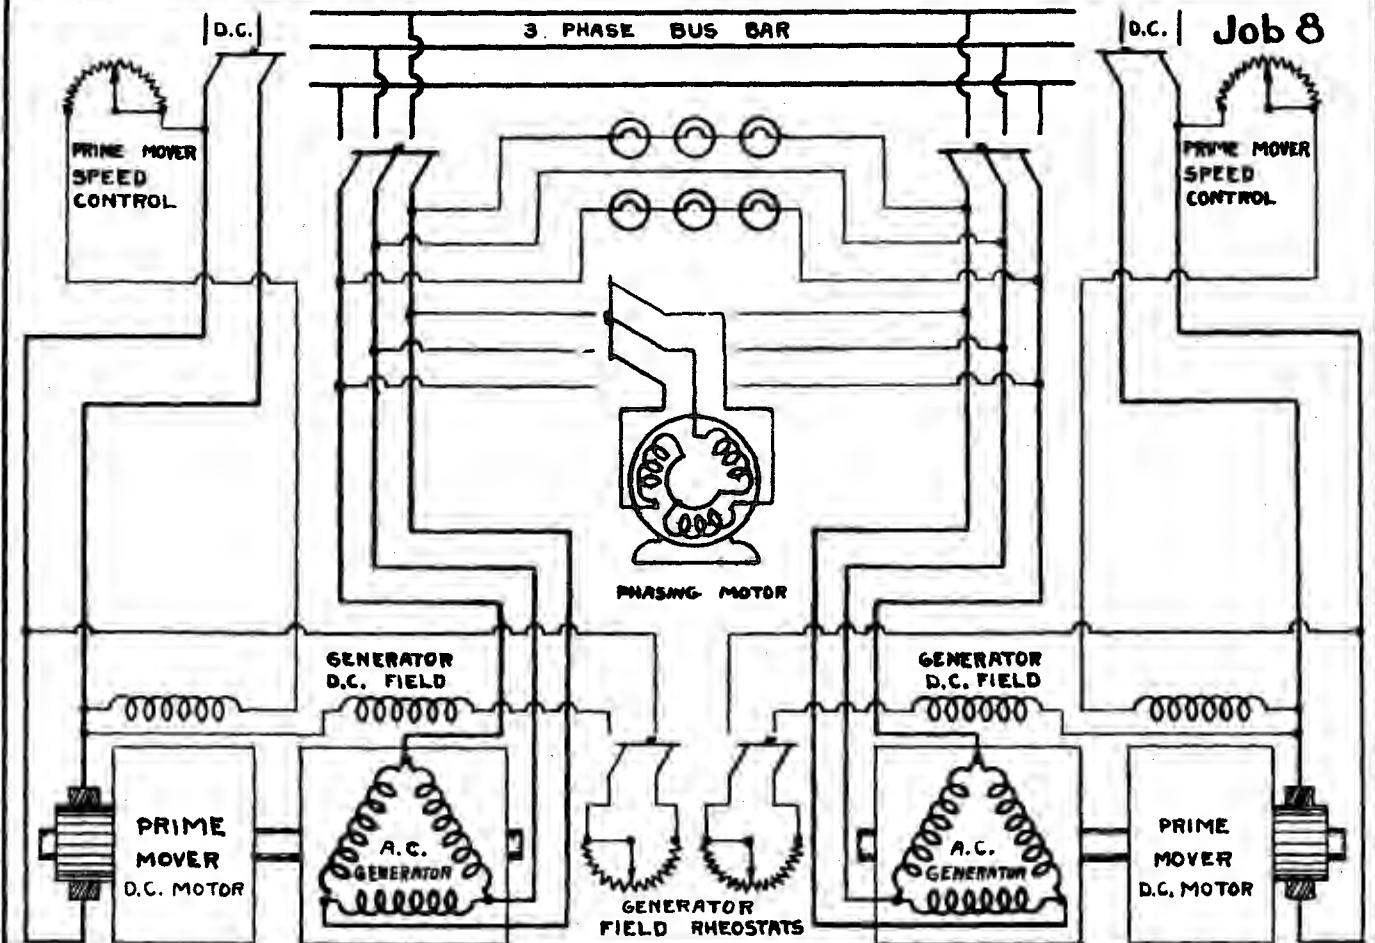 D.C.
3. PHASE BUS BAR
D.C.
Job 8
PRIME MOVER
SPEED
CONTROL
PRIME MOVER
SPEED
CONTROL
PHASING MOTOR
GENERATOR
D.C. FIELD
GENERATOR
D.C. FIELD
PRIME
MOVER
D.C. MOTOR
A.C.
GENERATOR
A.C.
GENERATOR
PRIME
MOVER
D.C. MOTOR
GENERATOR
FIELD RHEOSTATS